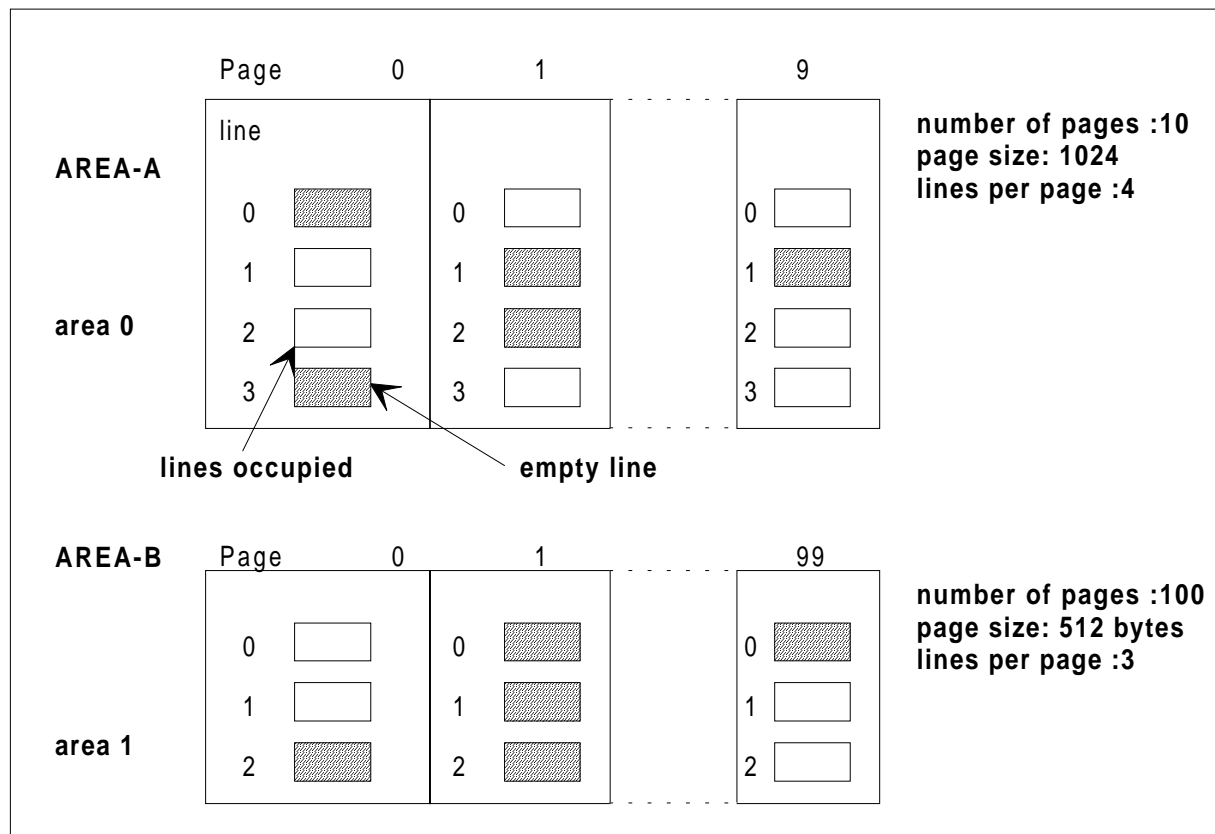 Page 0 1 9
line
AREA-A
number of pages :10
page size: 1024
lines per page :4
0 0 0
1 1 1
area 0
2 2 2
3 3 3
lines occupied empty line
AREA-B Page 0 1 99
number of pages :100
page size: 512 bytes
lines per page :3
0 0 0
1 1 1
area 1
2 2 2